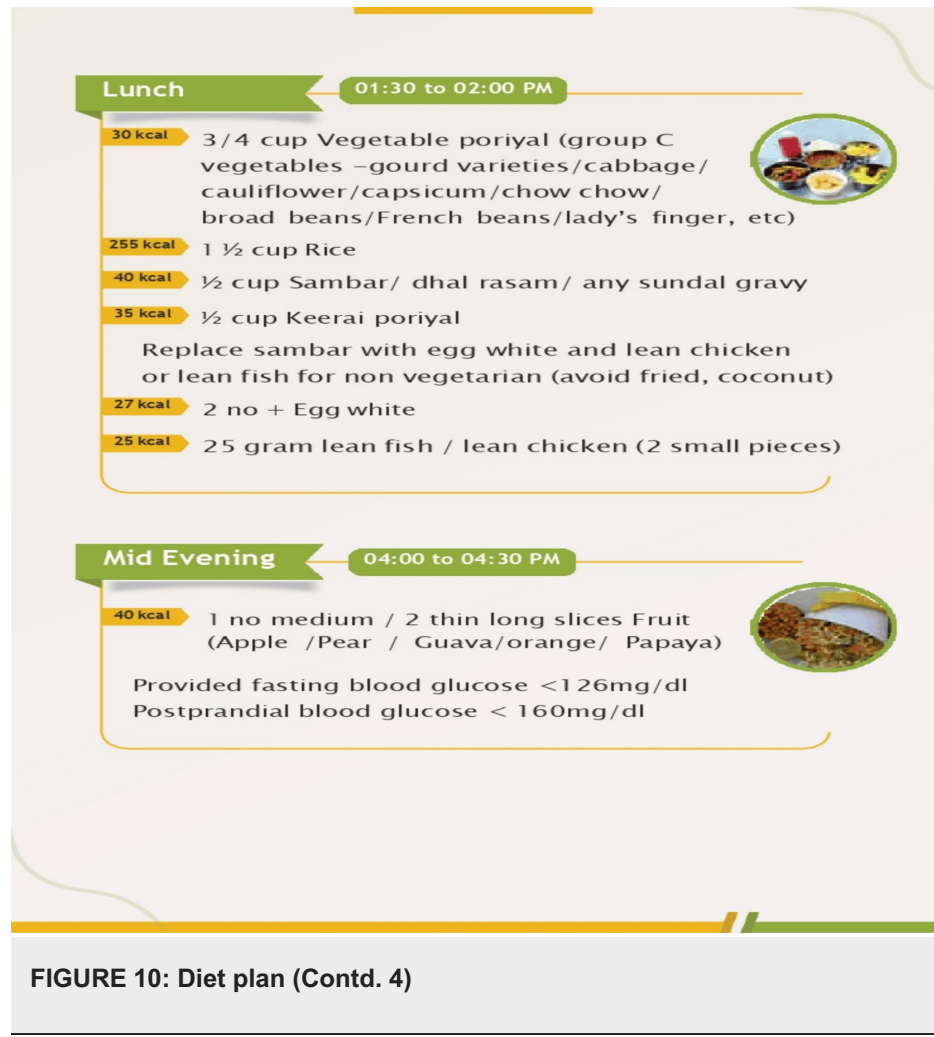 Lunch
01:30 to 02:00 PM
30 kcal 3/4 cup Vegetable poriyal (group C
vegetables –gourd varieties/cabbage/
cauliflower/capsicum/chow chow/
broad beans/French beans/lady's finger, etc)
255 kcal 1 ½ cup Rice
40 kcal ½ cup Sambar/ dhal rasam/ any sundal gravy
35 kcal ½ cup Keerai poriyal
Replace sambar with egg white and lean chicken
or lean fish for non vegetarian (avoid fried, coconut)
27 kcal 2 no + Egg white
25 kcal 25 gram lean fish / lean chicken (2 small pieces)
Mid Evening
04:00 to 04:30 PM
40 kcal 1 no medium / 2 thin long slices Fruit
(Apple /Pear / Guava/orange/ Papaya)
Provided fasting blood glucose <126mg/dl
Postprandial blood glucose < 160mg/dl
FIGURE 10: Diet plan (Contd. 4)